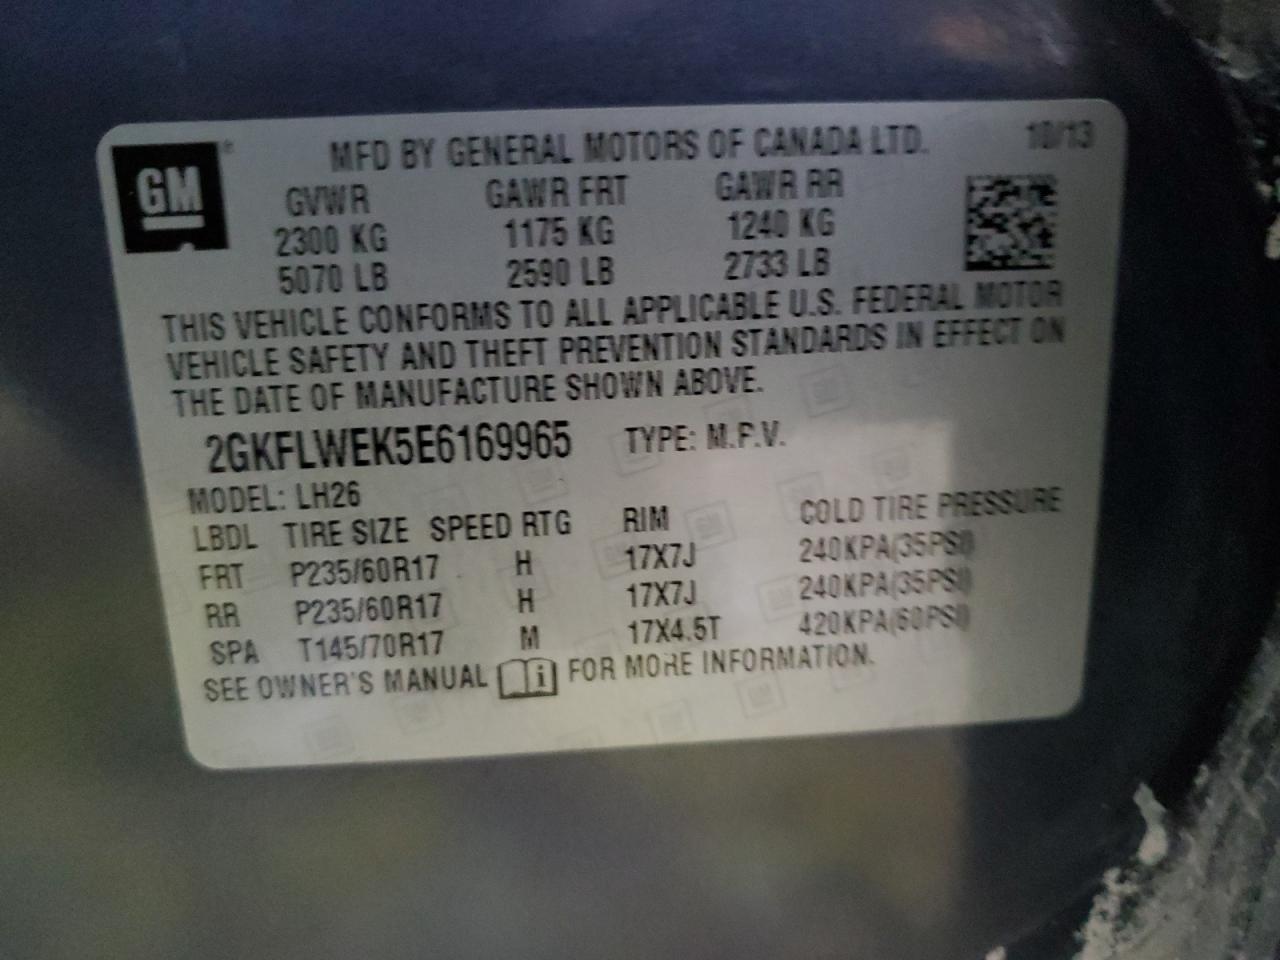 GM ® MFD BY GENERAL MOTORS OF CANADA LTD. 10/13
GVWR GAWR FRT GAWR RR
2300 KG 1175 KG 1240 KG
5070 LB 2590 LB 2733 LB
THIS VEHICLE CONFORMS TO ALL APPLICABLE U.S. FEDERAL MOTOR
VEHICLE SAFETY AND THEFT PREVENTION STANDARDS IN EFFECT ON
THE DATE OF MANUFACTURE SHOWN ABOVE.
2GKFLWEK5E6169965 TYPE: M.P.V.
MODEL: LH26
LBDL TIRE SIZE SPEED RTG RIM COLD TIRE PRESSURE
FRT P235/60R17 H 17X7J 240KPA(35PSI)
RR P235/60R17 H 17X7J 240KPA(35PSI)
SPA T145/70R17 M 17X4.5T 420KPA(60PSI)
SEE OWNER'S MANUAL i FOR MORE INFORMATION.